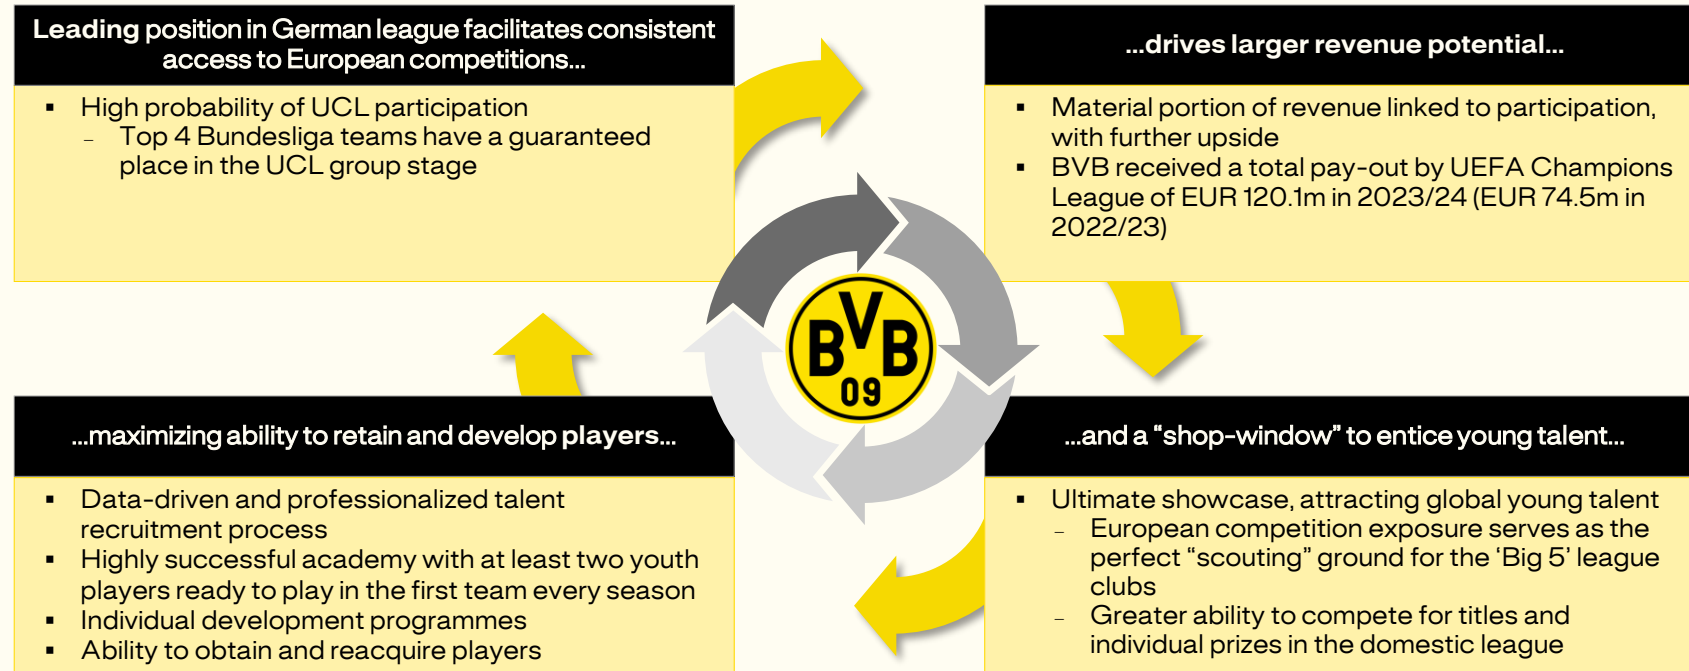 Leading position in German league facilitates consistent
access to European competitions...
▪ High probability of UCL participation
– Top 4 Bundesliga teams have a guaranteed
place in the UCL group stage
...drives larger revenue potential...
▪ Material portion of revenue linked to participation,
with further upside
▪ BVB received a total pay-out by UEFA Champions
League of EUR 120.1m in 2023/24 (EUR 74.5m in
2022/23)
BVB
09
...maximizing ability to retain and develop players...
▪ Data-driven and professionalized talent
recruitment process
▪ Highly successful academy with at least two youth
players ready to play in the first team every season
▪ Individual development programmes
▪ Ability to obtain and reacquire players
...and a “shop-window” to entice young talent...
▪ Ultimate showcase, attracting global young talent
– European competition exposure serves as the
perfect “scouting” ground for the ‘Big 5’ league
clubs
– Greater ability to compete for titles and
individual prizes in the domestic league